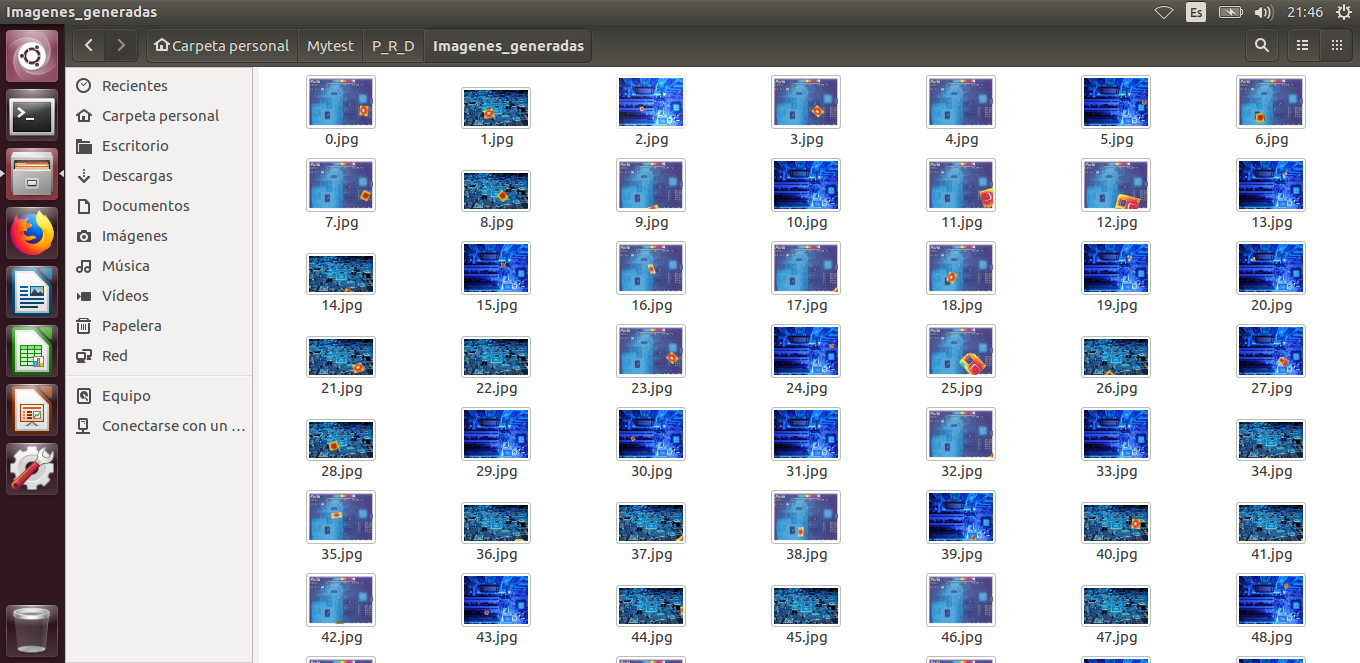 Imagenes_generadas
Es
21:46
Carpeta personal
Mytest
P_R_D
Imagenes_generadas
Recientes
Carpeta personal
Escritorio
Descargas
Documentos
Imágenes
Música
Vídeos
Papelera
Red
Equipo
Conectarse con un …
0.jpg 1.jpg 2.jpg 3.jpg 4.jpg 5.jpg 6.jpg
7.jpg 8.jpg 9.jpg 10.jpg 11.jpg 12.jpg 13.jpg
14.jpg 15.jpg 16.jpg 17.jpg 18.jpg 19.jpg 20.jpg
21.jpg 22.jpg 23.jpg 24.jpg 25.jpg 26.jpg 27.jpg
28.jpg 29.jpg 30.jpg 31.jpg 32.jpg 33.jpg 34.jpg
35.jpg 36.jpg 37.jpg 38.jpg 39.jpg 40.jpg 41.jpg
42.jpg 43.jpg 44.jpg 45.jpg 46.jpg 47.jpg 48.jpg